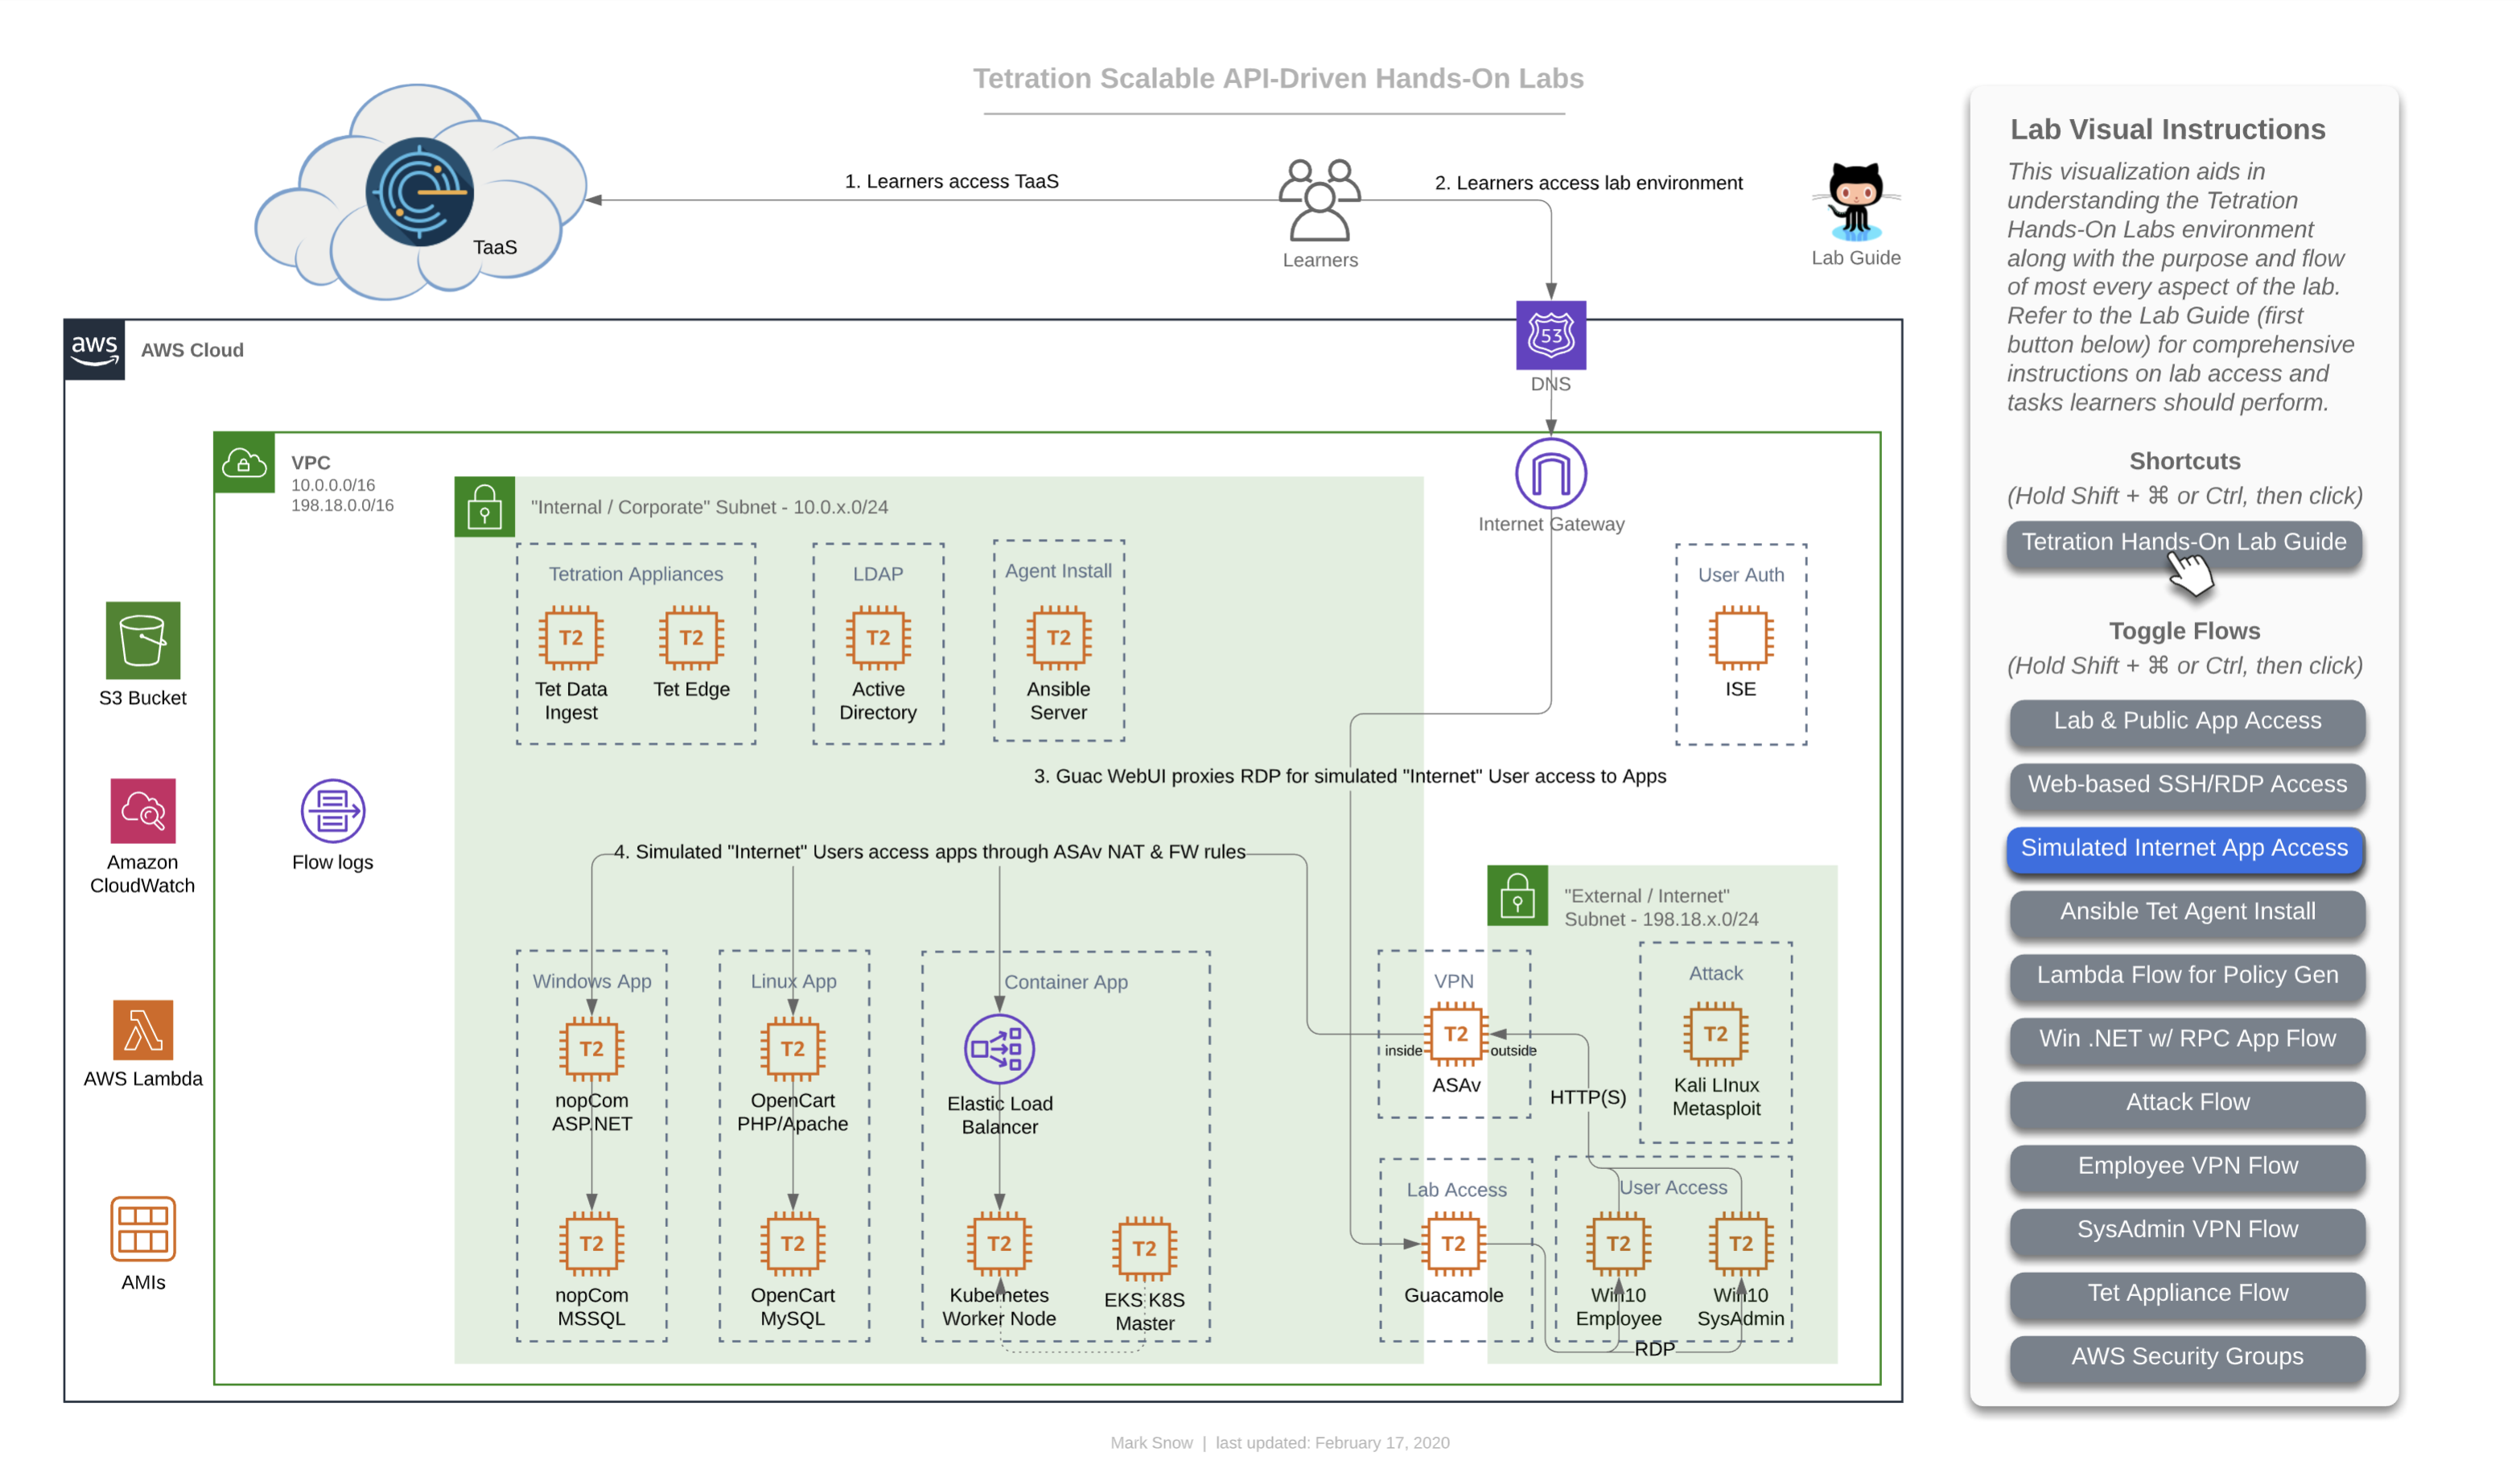 Tetration Scalable API-Driven Hands-On Labs
TaaS
1. Learners access TaaS
Learners
2. Learners access lab environment
Lab Guide
aws
AWS Cloud
53
DNS
VPC
10.0.0.0/16
198.18.0.0/16
"Internal / Corporate" Subnet - 10.0.x.0/24
Internet Gateway
Tetration Appliances
T2
Tet Data
Ingest
T2
Tet Edge
LDAP
T2
Active
Directory
Agent Install
T2
Ansible
Server
User Auth
ISE
S3 Bucket
Amazon
CloudWatch
AWS Lambda
AMIs
Flow logs
3. Guac WebUI proxies RDP for simulated "Internet" User access to Apps
4. Simulated "Internet" Users access apps through ASAv NAT & FW rules
"External / Internet"
Subnet - 198.18.x.0/24
Windows App
T2
nopCom
ASP.NET
T2
nopCom
MSSQL
Linux App
T2
OpenCart
PHP/Apache
T2
OpenCart
MySQL
Container App
Elastic Load
Balancer
T2
Kubernetes
Worker Node
T2
EKS K8S
Master
VPN
T2
inside
outside
ASAv
HTTP(S)
Attack
T2
Kali LInux
Metasploit
Lab Access
T2
Guacamole
User Access
T2
Win10
Employee
T2
Win10
SysAdmin
RDP
Mark Snow | last updated: February 17, 2020
Lab Visual Instructions
This visualization aids in
understanding the Tetration
Hands-On Labs environment
along with the purpose and flow
of most every aspect of the lab.
Refer to the Lab Guide (first
button below) for comprehensive
instructions on lab access and
tasks learners should perform.
Shortcuts
(Hold Shift + ⌘ or Ctrl, then click)
Tetration Hands-On Lab Guide
Toggle Flows
(Hold Shift + ⌘ or Ctrl, then click)
Lab & Public App Access
Web-based SSH/RDP Access
Simulated Internet App Access
Ansible Tet Agent Install
Lambda Flow for Policy Gen
Win .NET w/ RPC App Flow
Attack Flow
Employee VPN Flow
SysAdmin VPN Flow
Tet Appliance Flow
AWS Security Groups